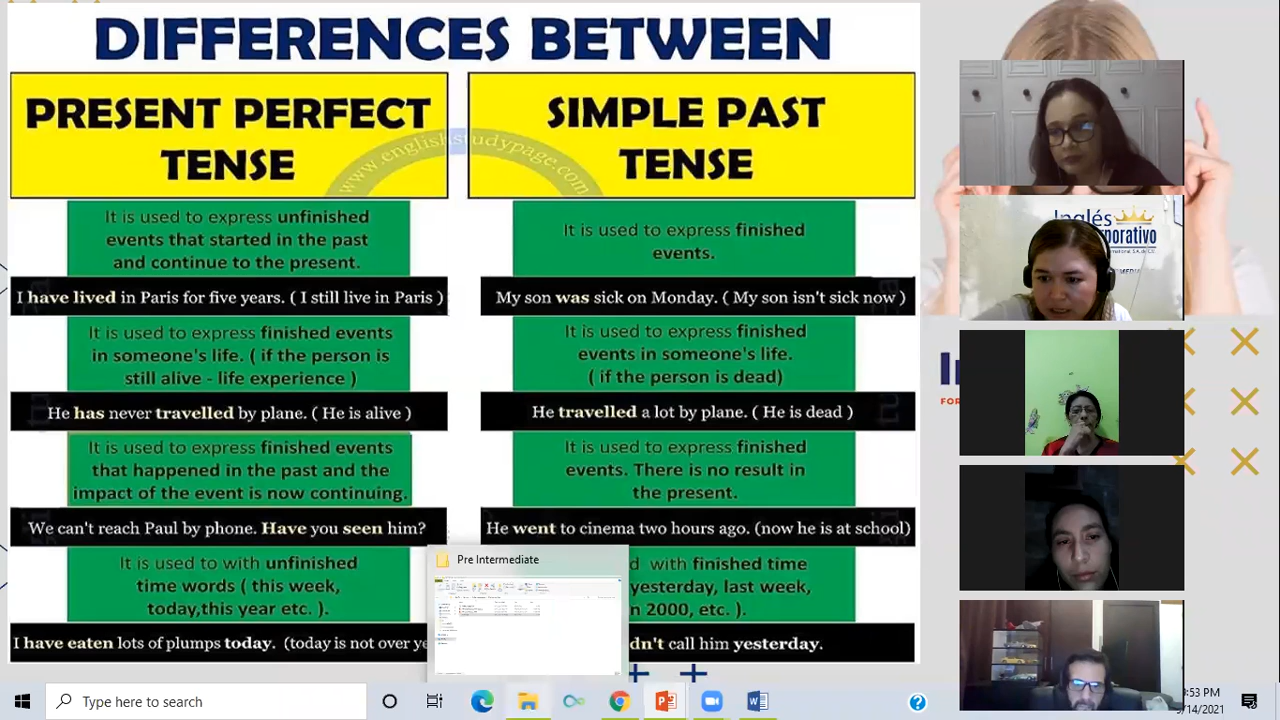 DIFFERENCES BETWEEN
PRESENT PERFECT
TENSE
SIMPLE PAST
TENSE
www.englishstudypage.com
It is used to express unfinished
events that started in the past
and continue to the present.
It is used to express finished
events.
I have lived in Paris for five years. ( I still live in Paris )
My son was sick on Monday. ( My son isn't sick now )
It is used to express finished events
in someone's life. ( if the person is
still alive - life experience )
It is used to express finished
events in someone's life.
( if the person is dead)
He has never travelled by plane. ( He is alive )
He travelled a lot by plane. ( He is dead )
It is used to express finished events
that happened in the past and the
impact of the event is now continuing.
It is used to express finished
events. There is no result in
the present.
We can't reach Paul by phone. Have you seen him?
He went to cinema two hours ago. (now he is at school)
It is used to with unfinished
time words ( this week,
today, this year etc. ).
with finished time
yesterday, last week,
2000, etc. ).
I have eaten lots of plumps today. (today is not over
call him yesterday.
Pre Intermediate
Inglés
Type here to search
:53 PM
/14/2021